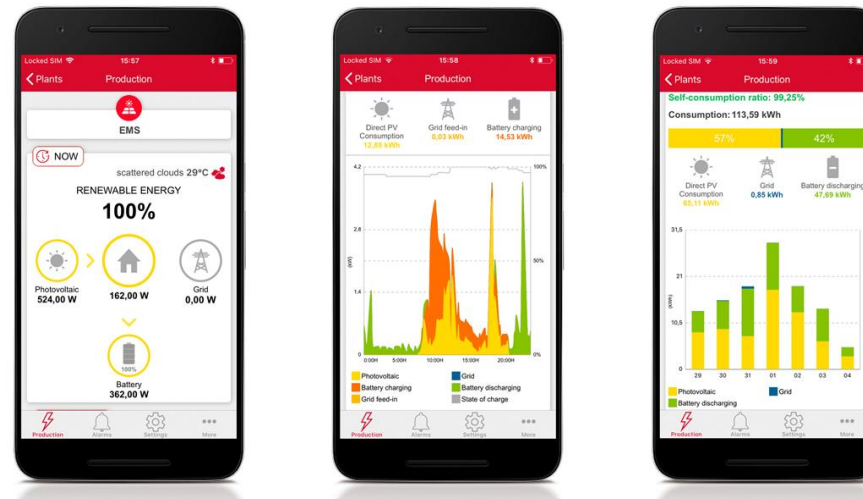 Locked SIM 15:57
Plants Production
EMS
NOW
scattered clouds 29°C
RENEWABLE ENERGY
100%
Photovoltaic
524,00 W
162,00 W
Grid
0,00 W
100%
Battery
362,00 W
Production Alarms Settings More
Locked SIM 15:58
Plants Production
Direct PV Consumption
12,85 kWh
Grid feed-in
0,03 kWh
Battery charging
14,53 kWh
4.2 100%
2.8
(kW) 50%
1.4
0 0%
0:00H 5:00H 10:00H 15:00H 20:00H
Photovoltaic Grid
Battery charging Battery discharging
Grid feed-in State of charge
Production Alarms Settings More
Locked SIM 15:59
Plants Production
Self-consumption ratio: 99,25%
Consumption: 113,59 kWh
57% 42%
Direct PV Consumption
65,11 kWh
Grid
0,85 kWh
Battery discharging
47,69 kWh
31,5
21
(kWh)
10,5
0
29 30 31 01 02 03 04
Photovoltaic Grid
Battery discharging
Production Alarms Settings More